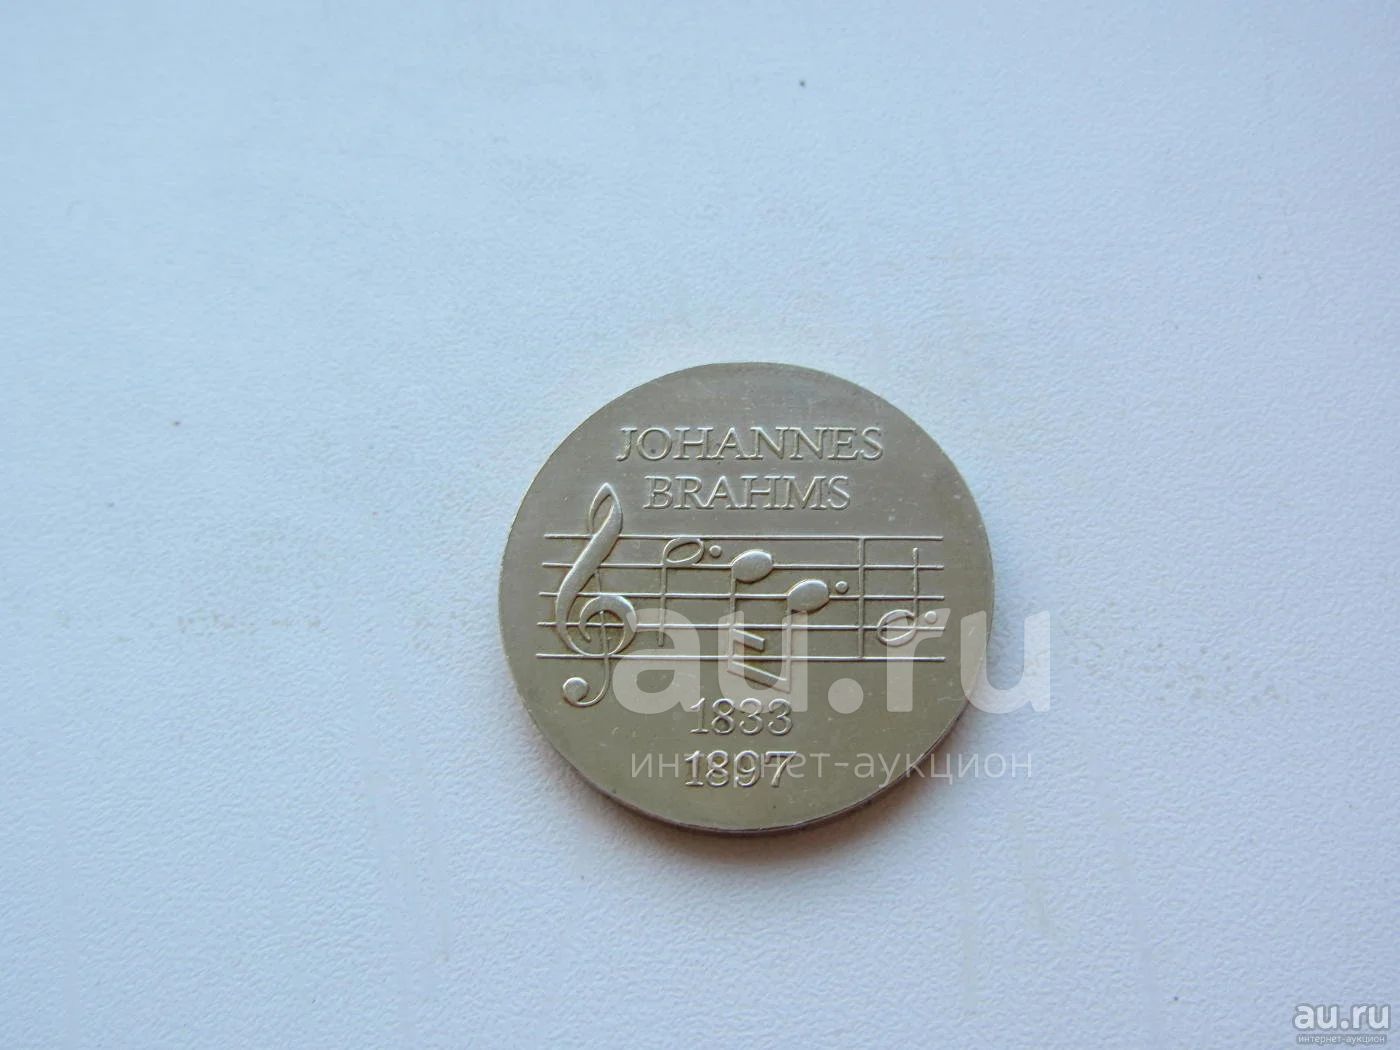 JOHANNES
BRAHMS
au.ru
1833
1897
интернет-аукцион
au.ru
интернет-аукцион